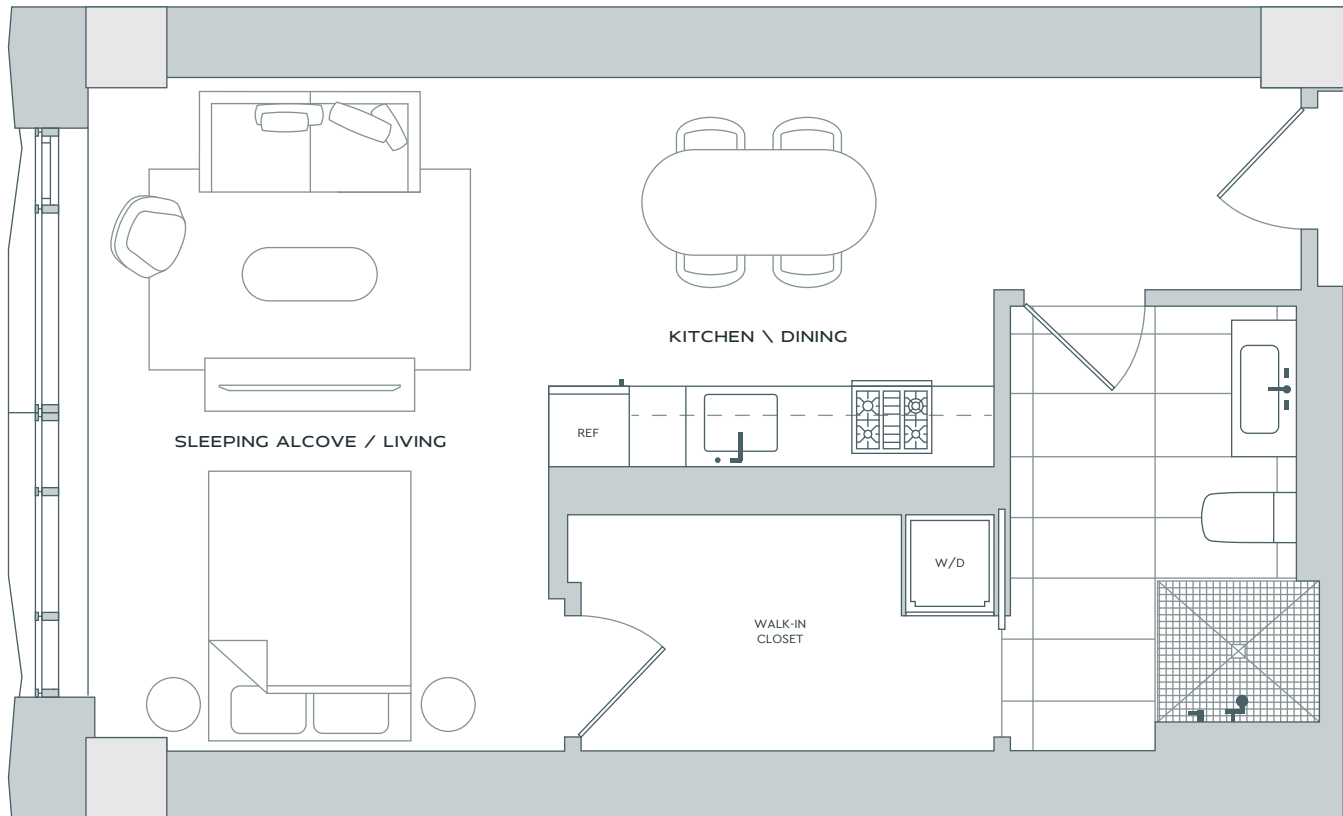 KITCHEN \ DINING
SLEEPING ALCOVE / LIVING
REF
W/D
WALK-IN
CLOSET